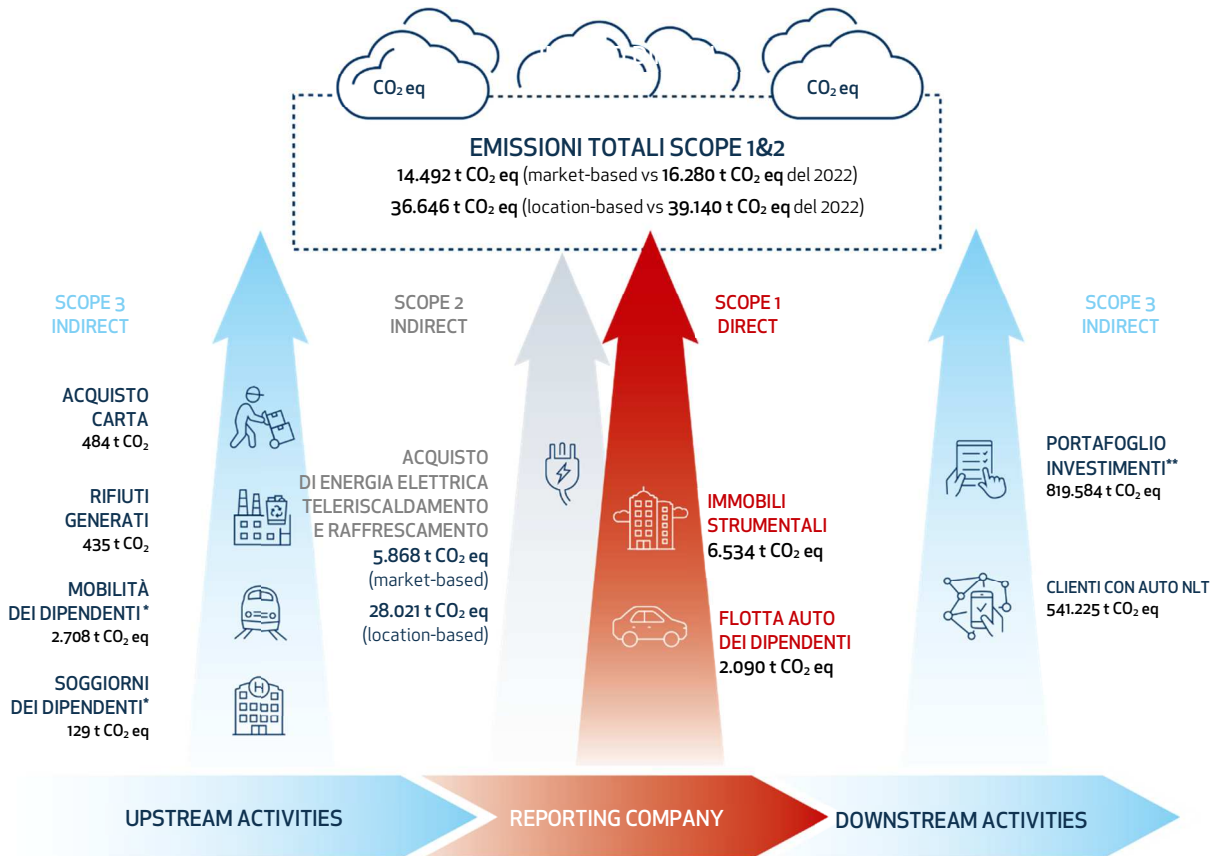 CO₂ eq
CO₂ eq
EMISSIONI TOTALI SCOPE 1&2
14.492 t CO₂ eq (market-based vs 16.280 t CO₂ eq del 2022)
36.646 t CO₂ eq (location-based vs 39.140 t CO₂ eq del 2022)
SCOPE 3
INDIRECT
ACQUISTO
CARTA
484 t CO₂
RIFIUTI
GENERATI
435 t CO₂
MOBILITÀ
DEI DIPENDENTI*
2.708 t CO₂ eq
SOGGIORNI
DEI DIPENDENTI*
129 t CO₂ eq
H
SCOPE 2
INDIRECT
ACQUISTO
DI ENERGIA ELETTRICA
TELERISCALDAMENTO
E RAFFRESCAMENTO
5.868 t CO₂ eq
(market-based)
28.021 t CO₂ eq
(location-based)
SCOPE 1
DIRECT
IMMOBILI
STRUMENTALI
6.534 t CO₂ eq
FLOTTA AUTO
DEI DIPENDENTI
2.090 t CO₂ eq
SCOPE 3
INDIRECT
PORTAFOGLIO
INVESTIMENTI**
819.584 t CO₂ eq
CLIENTI CON AUTO NLT
541.225 t CO₂ eq
UPSTREAM ACTIVITIES
REPORTING COMPANY
DOWNSTREAM ACTIVITIES